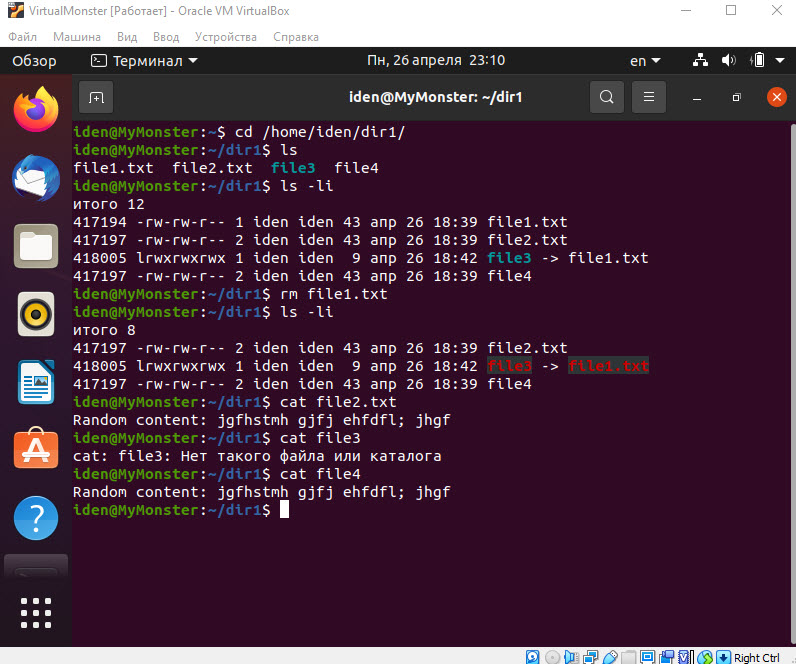 VirtualMonster [Работает] - Oracle VM VirtualBox
Файл Машина Вид Ввод Устройства Справка
Обзор Терминал Пн, 26 апреля 23:10 en
iden@MyMonster: ~/dir1
iden@MyMonster:~$ cd /home/iden/dir1/
iden@MyMonster:~/dir1$ ls
file1.txt file2.txt file3 file4
iden@MyMonster:~/dir1$ ls -li
итого 12
417194 -rw-rw-r-- 1 iden iden 43 апр 26 18:39 file1.txt
417197 -rw-rw-r-- 2 iden iden 43 апр 26 18:39 file2.txt
418005 lrwxrwxrwx 1 iden iden 9 апр 26 18:42 file3 -> file1.txt
417197 -rw-rw-r-- 2 iden iden 43 апр 26 18:39 file4
iden@MyMonster:~/dir1$ rm file1.txt
iden@MyMonster:~/dir1$ ls -li
итого 8
417197 -rw-rw-r-- 2 iden iden 43 апр 26 18:39 file2.txt
418005 lrwxrwxrwx 1 iden iden 9 апр 26 18:42 file3 -> file1.txt
417197 -rw-rw-r-- 2 iden iden 43 апр 26 18:39 file4
iden@MyMonster:~/dir1$ cat file2.txt
Random content: jgfhstmh gjfj ehfdfl; jhgf
iden@MyMonster:~/dir1$ cat file3
cat: file3: Нет такого файла или каталога
iden@MyMonster:~/dir1$ cat file4
Random content: jgfhstmh gjfj ehfdfl; jhgf
iden@MyMonster:~/dir1$
Right Ctrl